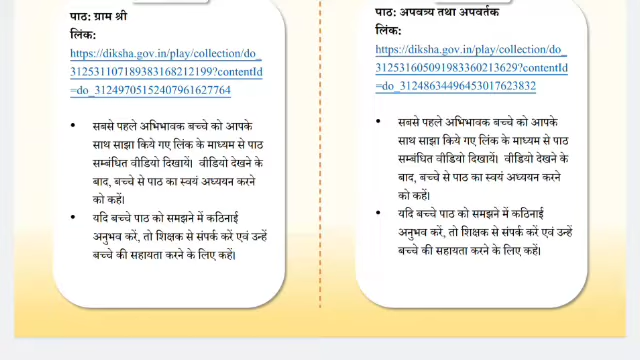 पाठ: ग्राम श्री
लिंक:
https://diksha.gov.in/play/collection/do_
31253110718938316821 2199?contentId
=do_31249705152407961627764
• सबसे पहले अभिभावक बच्चे को आपके
साथ साझा किये गए लिंक के माध्यम से पाठ
सम्बंधित वीडियो दिखायें। वीडियो देखने के
बाद, बच्चे से पाठ का स्वयं अध्ययन करने
को कहें।
• यदि बच्चे पाठ को समझने में कठिनाई
अनुभव करें, तो शिक्षक से संपर्क करें एवं उन्हें
बच्चे की सहायता करने के लिए कहें।
पाठ: अपवत्र्य तथा अपवर्तक
लिंक:
https://diksha.gov.in/play/collection/do_
31253160509198336021 3629?contentId
=do_31248634496453017623832
• सबसे पहले अभिभावक बच्चे को आपके
साथ साझा किये गए लिंक के माध्यम से पाठ
सम्बंधित वीडियो दिखायें। वीडियो देखने के
बाद, बच्चे से पाठ का स्वयं अध्ययन करने
को कहें।
• यदि बच्चे पाठ को समझने में कठिनाई
अनुभव करें, तो शिक्षक से संपर्क करें एवं उन्हें
बच्चे की सहायता करने के लिए कहें।